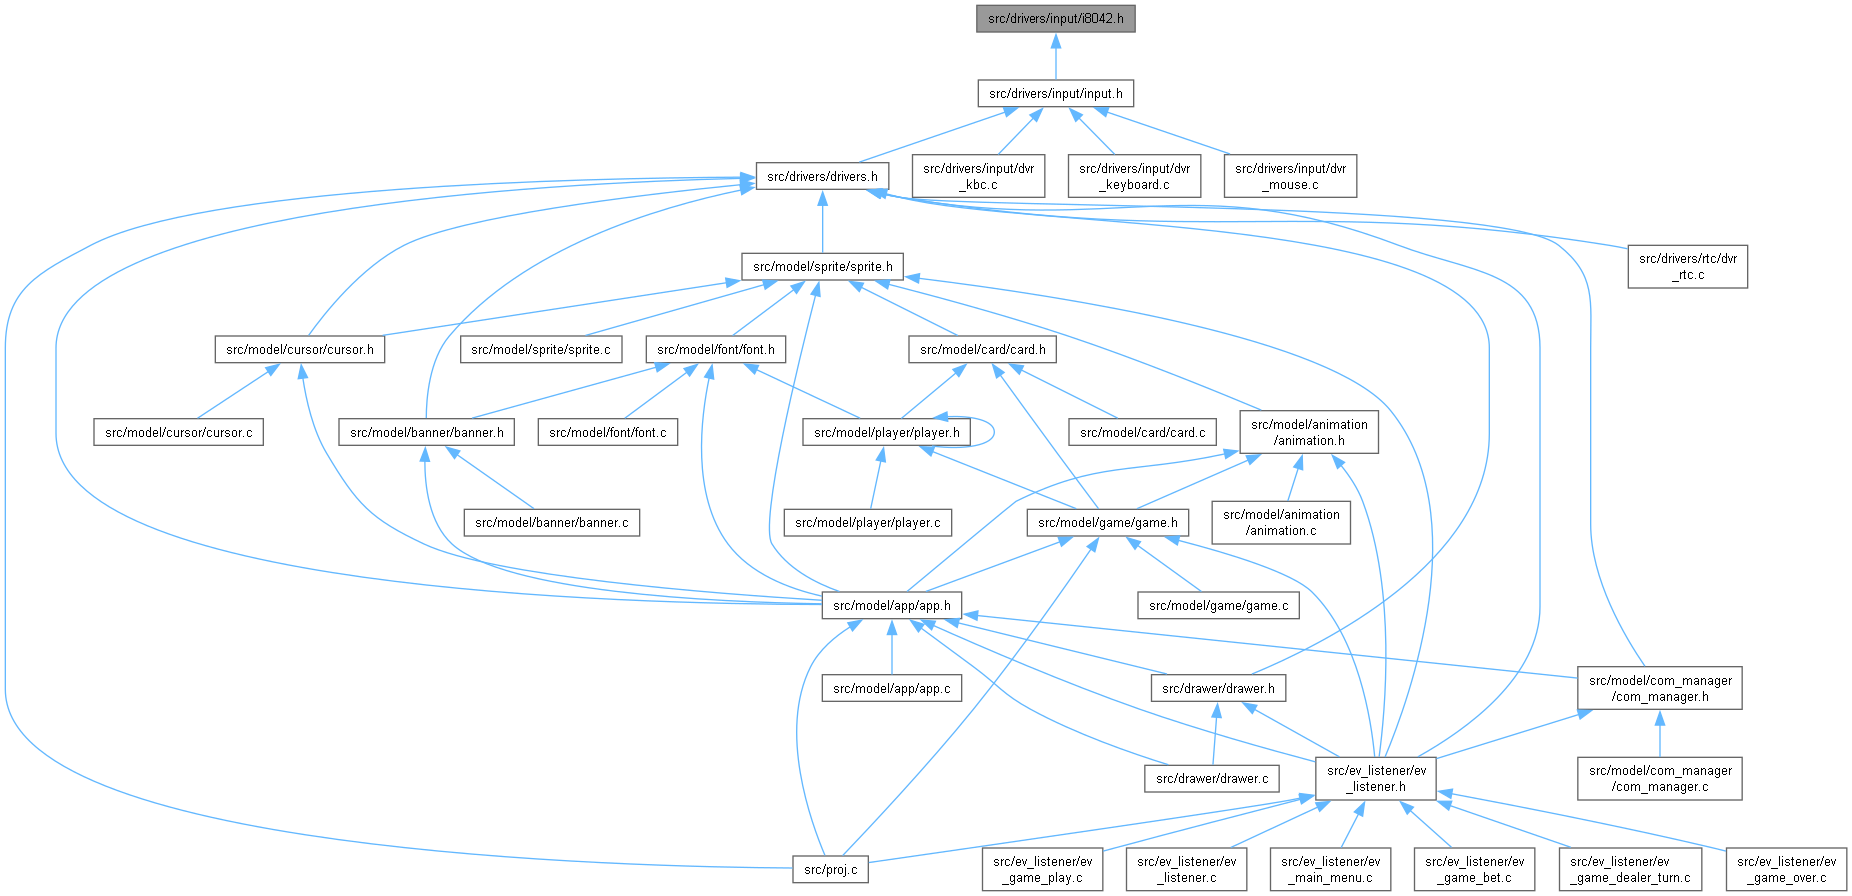 src/drivers/input/i8042.h
src/drivers/input/input.h
src/drivers/drivers.h
src/drivers/input/dvr
_kbc.c
src/drivers/input/dvr
_keyboard.c
src/drivers/input/dvr
_mouse.c
src/model/sprite/sprite.h
src/drivers/rtc/dvr
_rtc.c
src/model/cursor/cursor.h
src/model/sprite/sprite.c
src/model/font/font.h
src/model/card/card.h
src/model/cursor/cursor.c
src/model/banner/banner.h
src/model/font/font.c
src/model/player/player.h
src/model/card/card.c
src/model/animation
/animation.h
src/model/banner/banner.c
src/model/player/player.c
src/model/game/game.h
src/model/animation
/animation.c
src/model/app/app.h
src/model/game/game.c
src/model/app/app.c
src/drawer/drawer.h
src/model/com_manager
/com_manager.h
src/drawer/drawer.c
src/ev_listener/ev
_listener.h
src/model/com_manager
/com_manager.c
src/proj.c
src/ev_listener/ev
_game_play.c
src/ev_listener/ev
_listener.c
src/ev_listener/ev
_main_menu.c
src/ev_listener/ev
_game_bet.c
src/ev_listener/ev
_game_dealer_turn.c
src/ev_listener/ev
_game_over.c